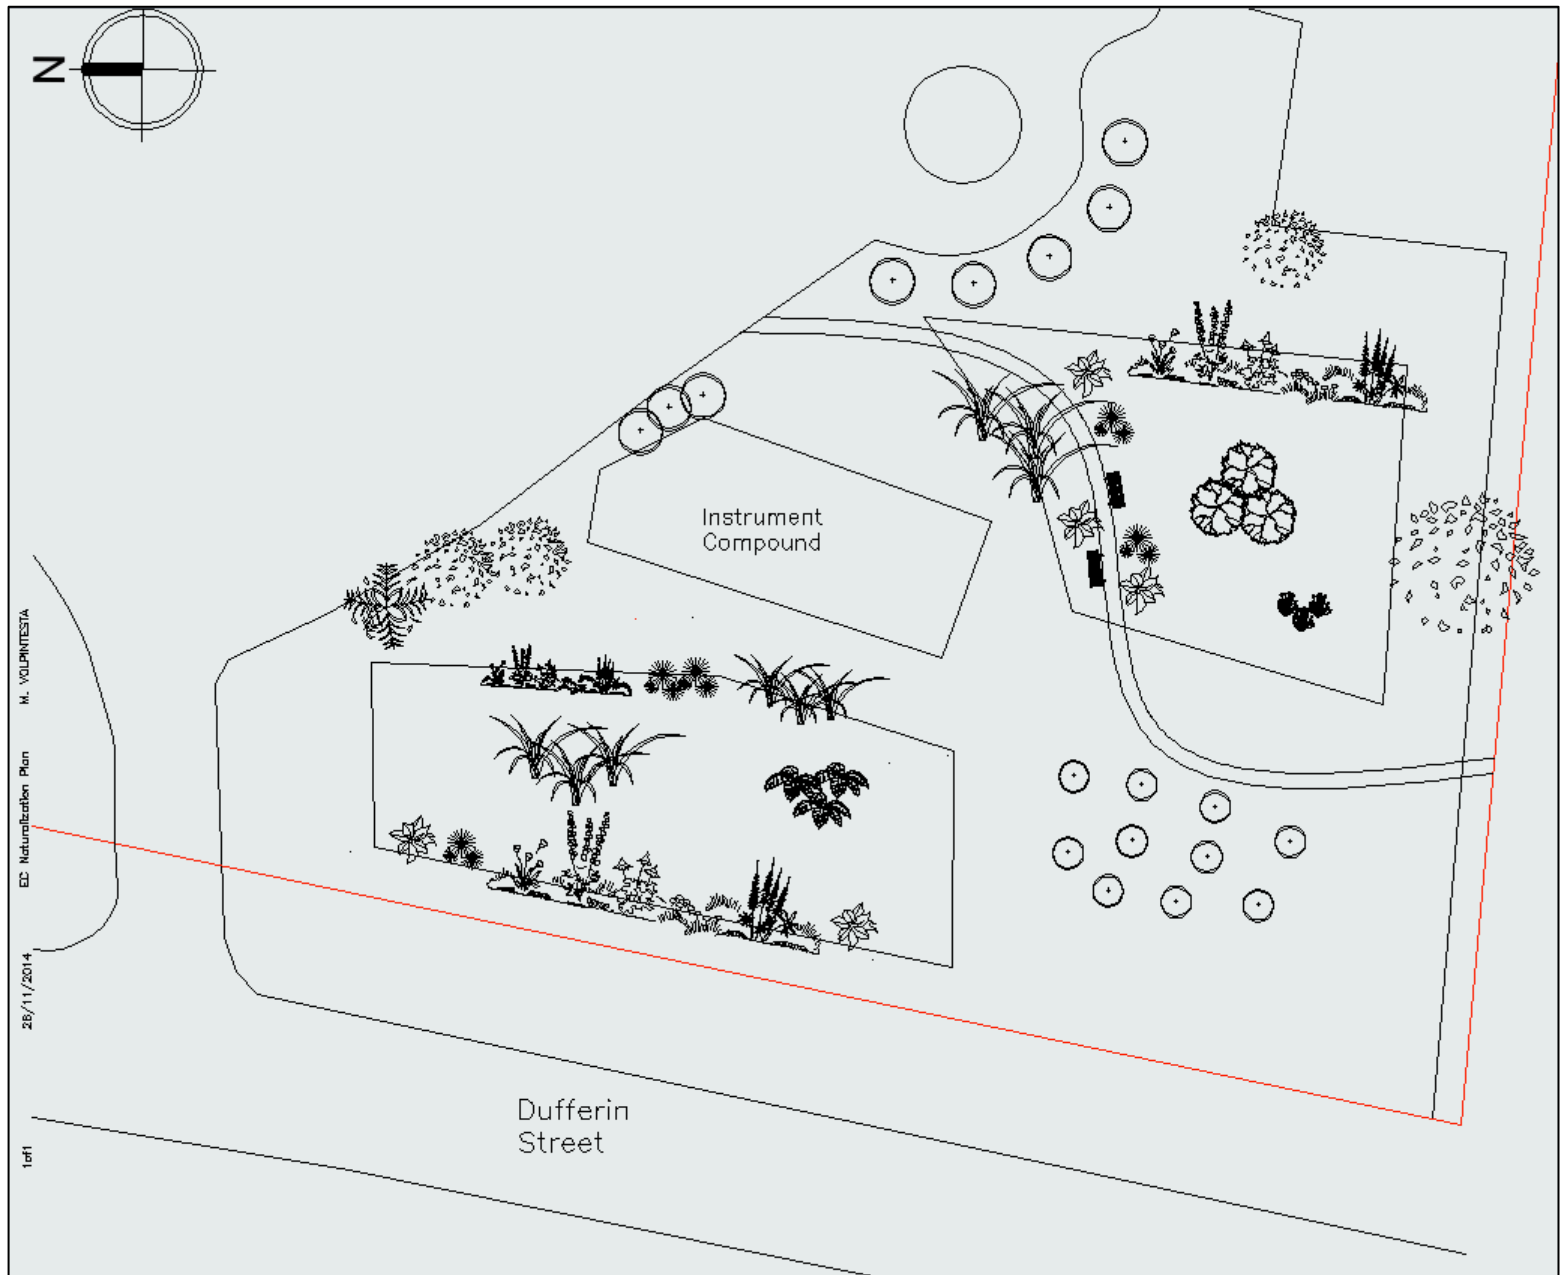 N
Instrument
Compound
Dufferin
Street
1of1 28/11/2014 EC Naturalization Plan M. VOLPINTESTA